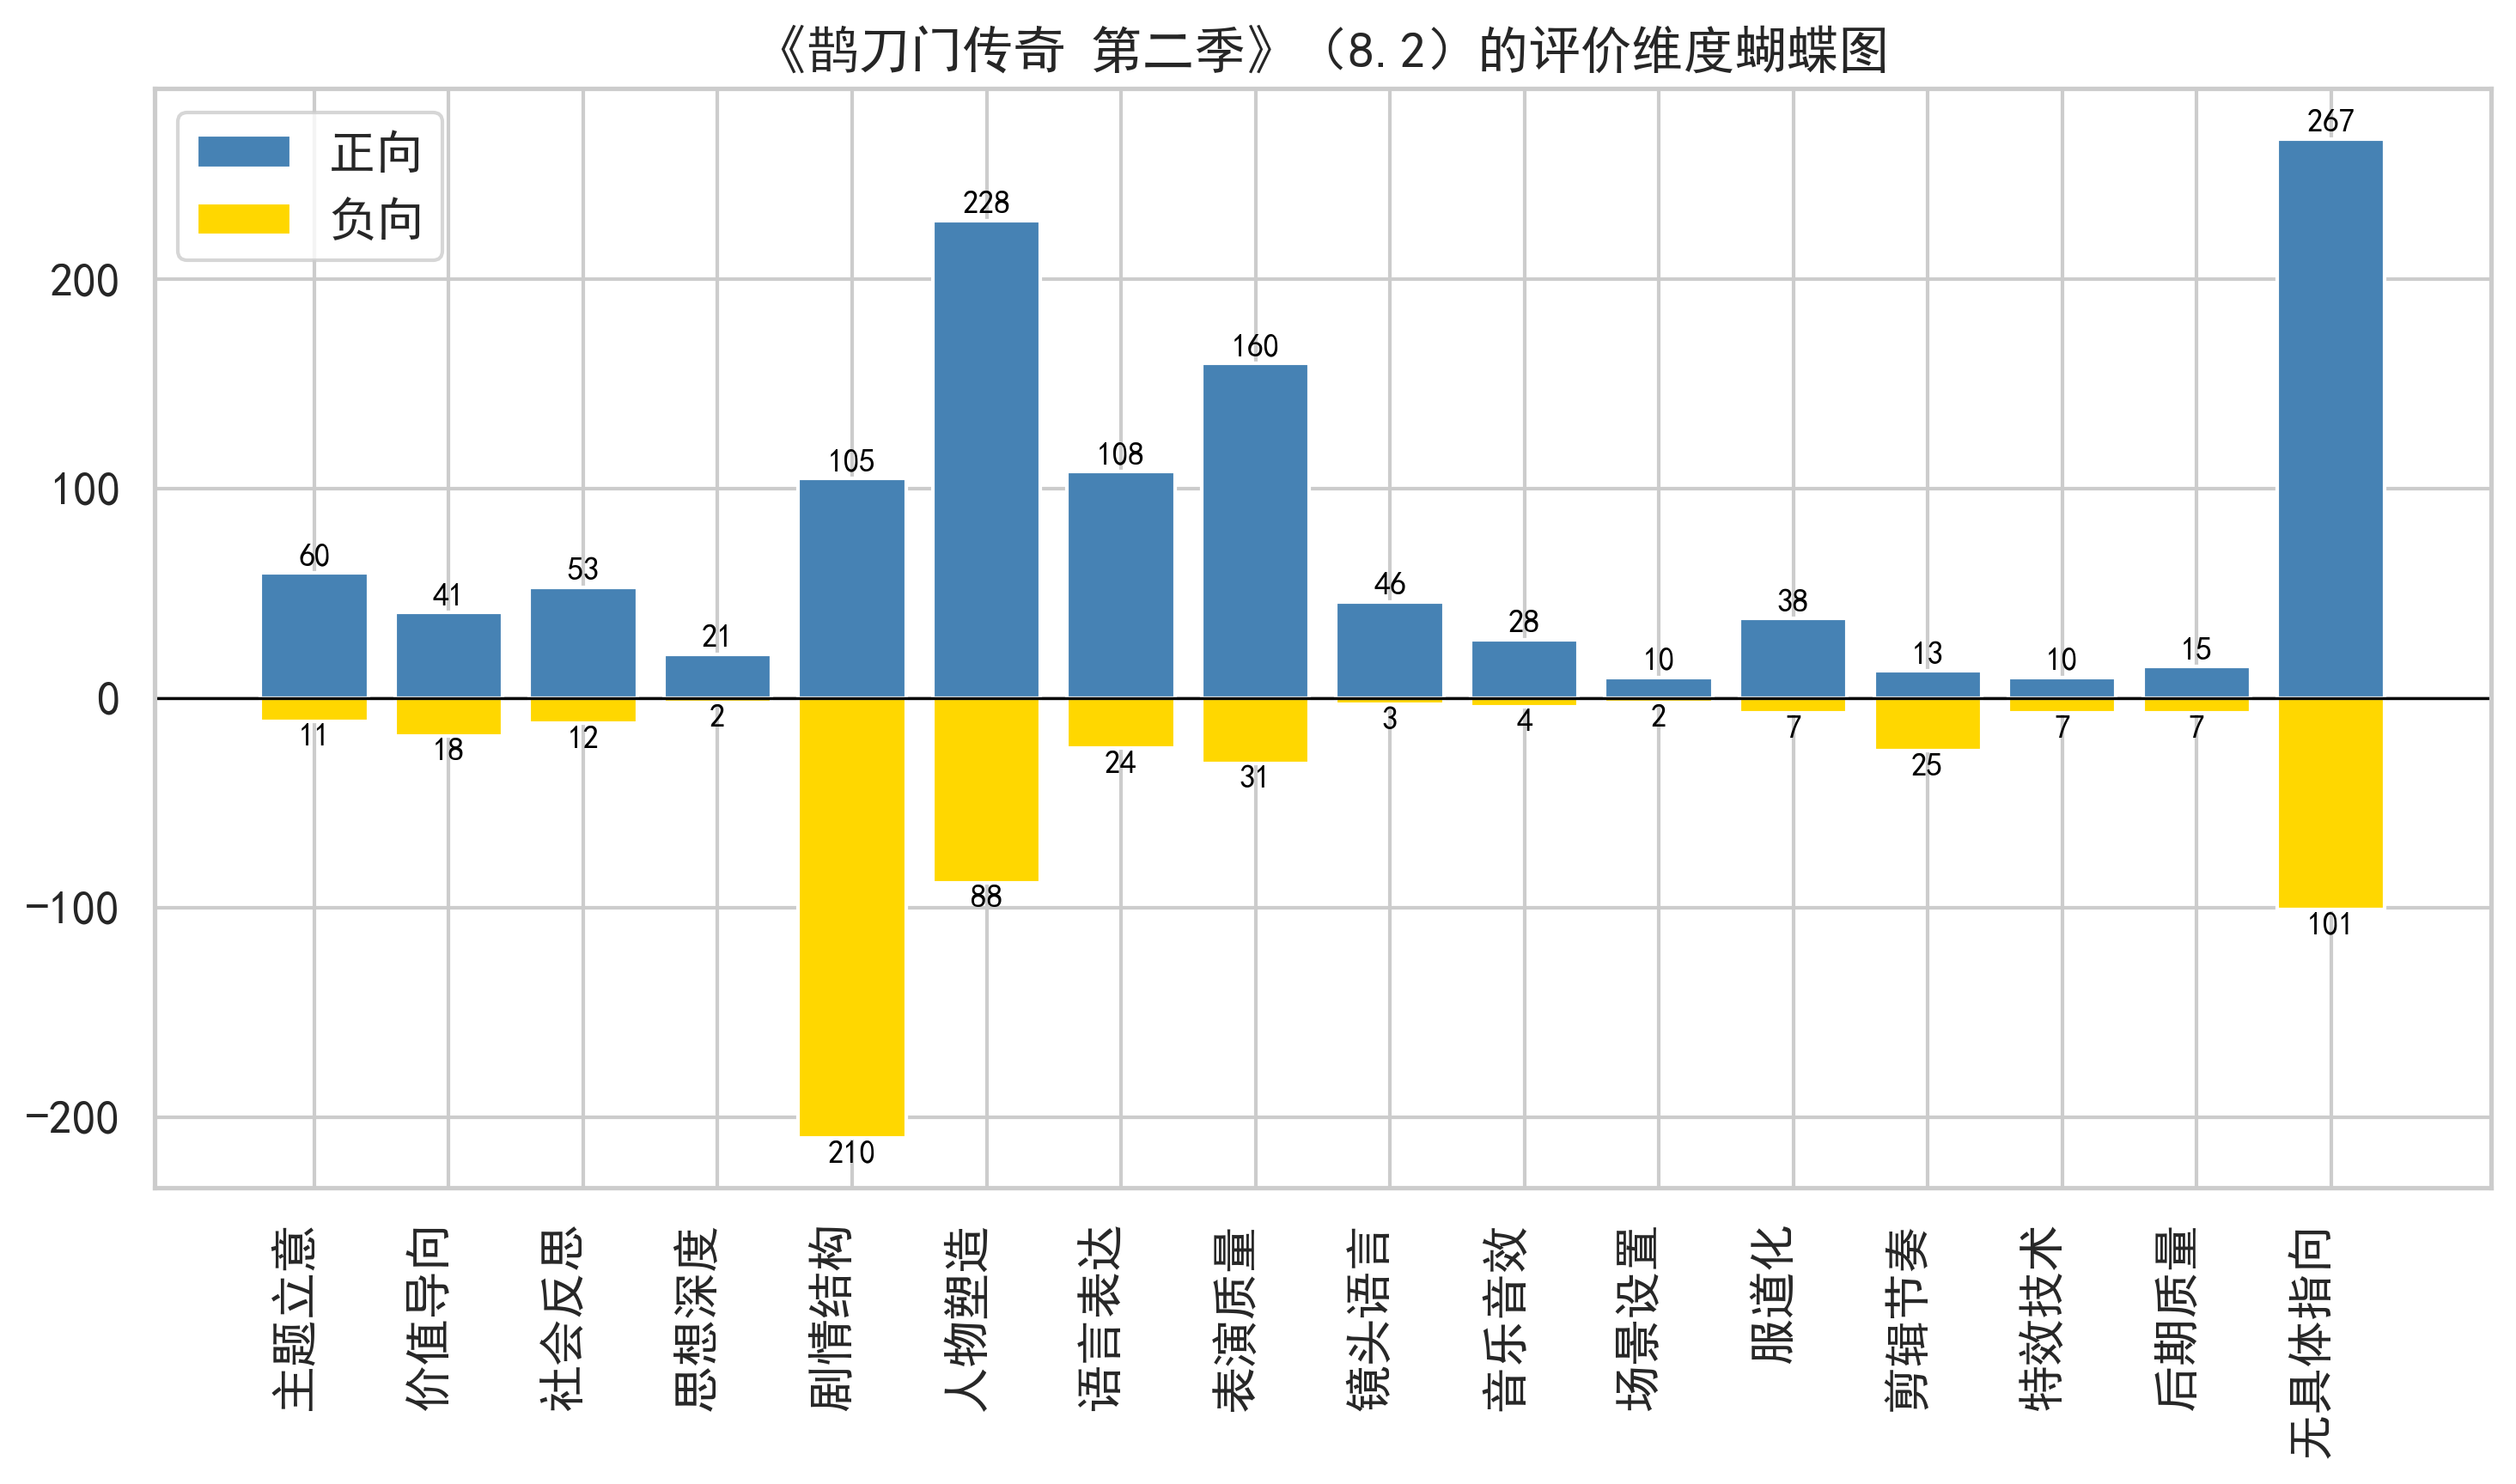 《鹊刀门传奇 第二季》（8.2）的评价维度蝴蝶图
正向
负向
200
100
0
−100
−200
60
41
53
21
105
228
108
160
46
28
10
38
13
10
15
267
11
18
12
2
210
88
24
31
3
4
2
7
25
7
7
101
主题立意
价值导向
社会反思
思想深度
剧情结构
人物塑造
语言表达
表演质量
镜头语言
音乐音效
场景设置
服道化
剪辑节奏
特效技术
后期质量
无具体指向